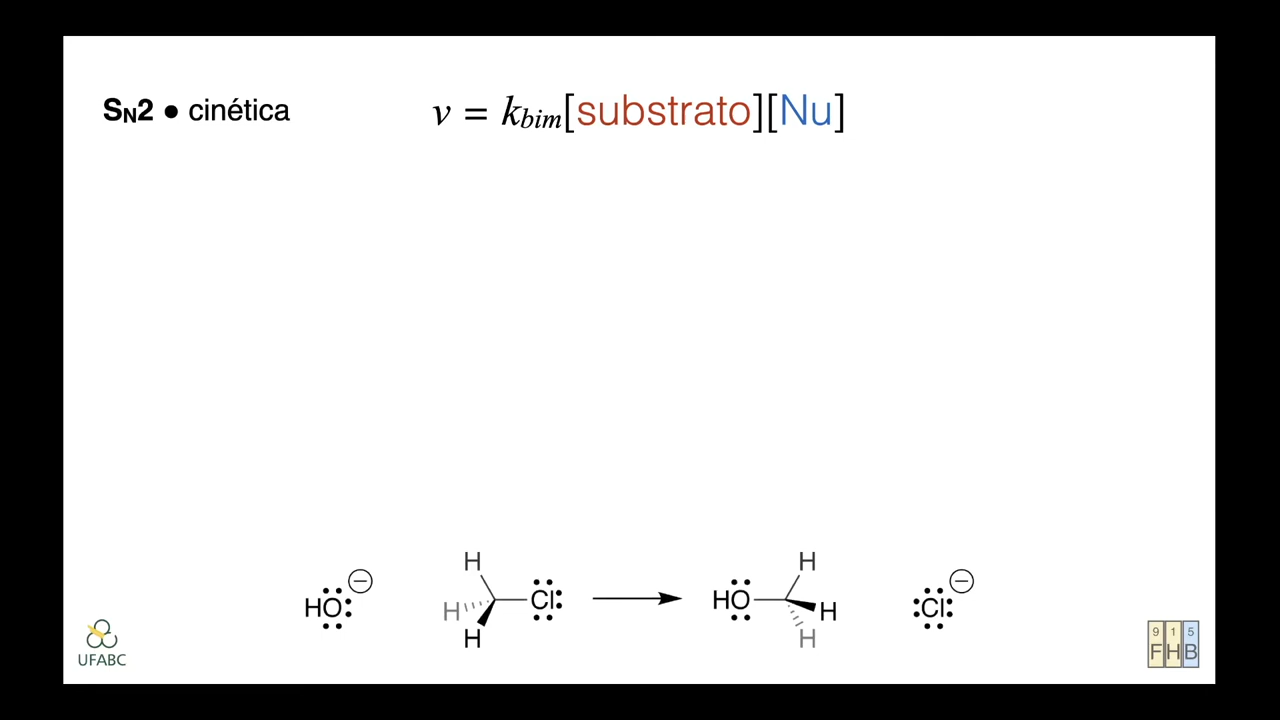 SN2 ● cinética
v = kbim[substrato][Nu]
H H
HO: − Cl: HO :Cl: −
H H
H H
UFABC
9 1 5
F H B